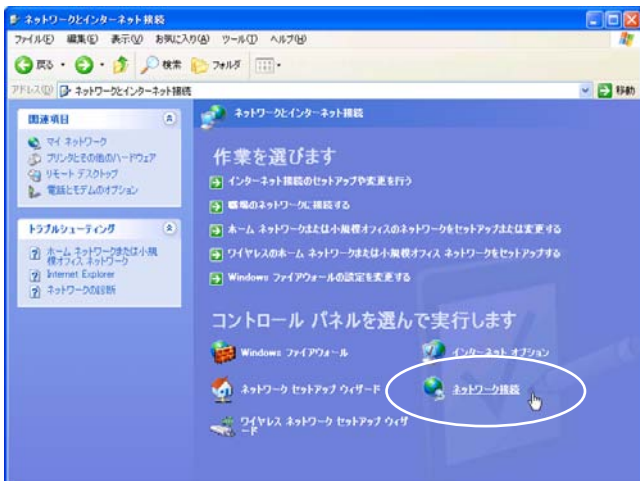 ネットワークとインターネット接続
ファイル(F) 編集(E) 表示(V) お気に入り(A) ツール(T) ヘルプ(H)
戻る 検索 フォルダ
アドレス(D) ネットワークとインターネット接続 移動
関連項目
マイ ネットワーク
プリンタとその他のハードウェア
リモート デスクトップ
電話とモデムのオプション
トラブルシューティング
ホーム ネットワークまたは小規
模オフィス ネットワーク
Internet Explorer
ネットワークの診断
ネットワークとインターネット接続
作業を選びます
インターネット接続のセットアップや変更を行う
職場のネットワークに接続する
ホーム ネットワークまたは小規模オフィスのネットワークをセットアップまたは変更する
ワイヤレスのホーム ネットワークまたは小規模オフィス ネットワークをセットアップする
Windows ファイアウォールの設定を変更する
コントロール パネルを選んで実行します
Windows ファイアウォール
インターネット オプション
ネットワーク セットアップ ウィザード
ネットワーク接続
ワイヤレス ネットワーク セットアップ ウィザ
ード